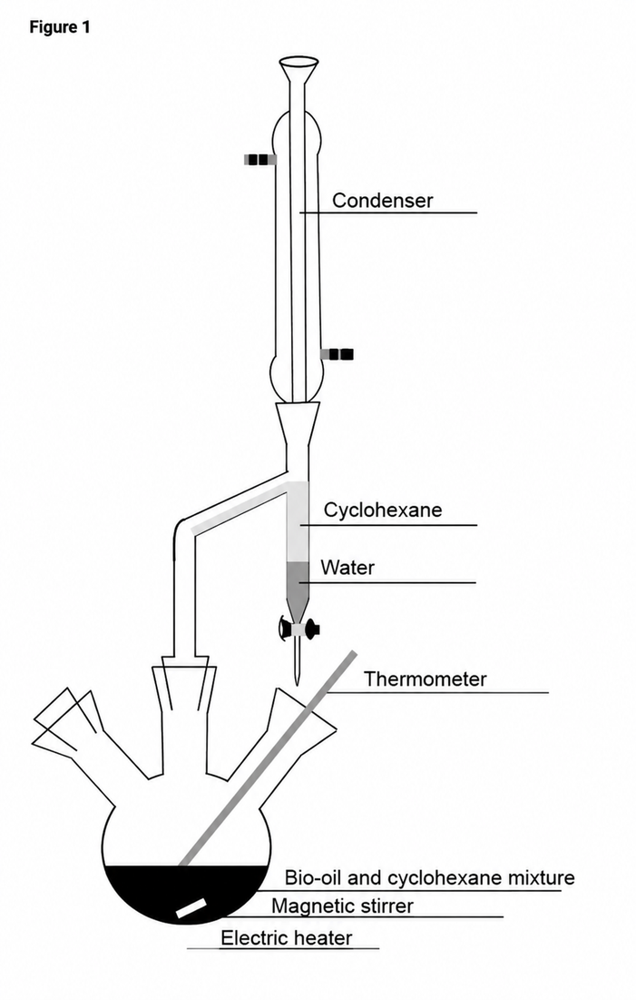 Figure 1
Condenser
Cyclohexane
Water
Thermometer
Bio-oil and cyclohexane mixture
Magnetic stirrer
Electric heater